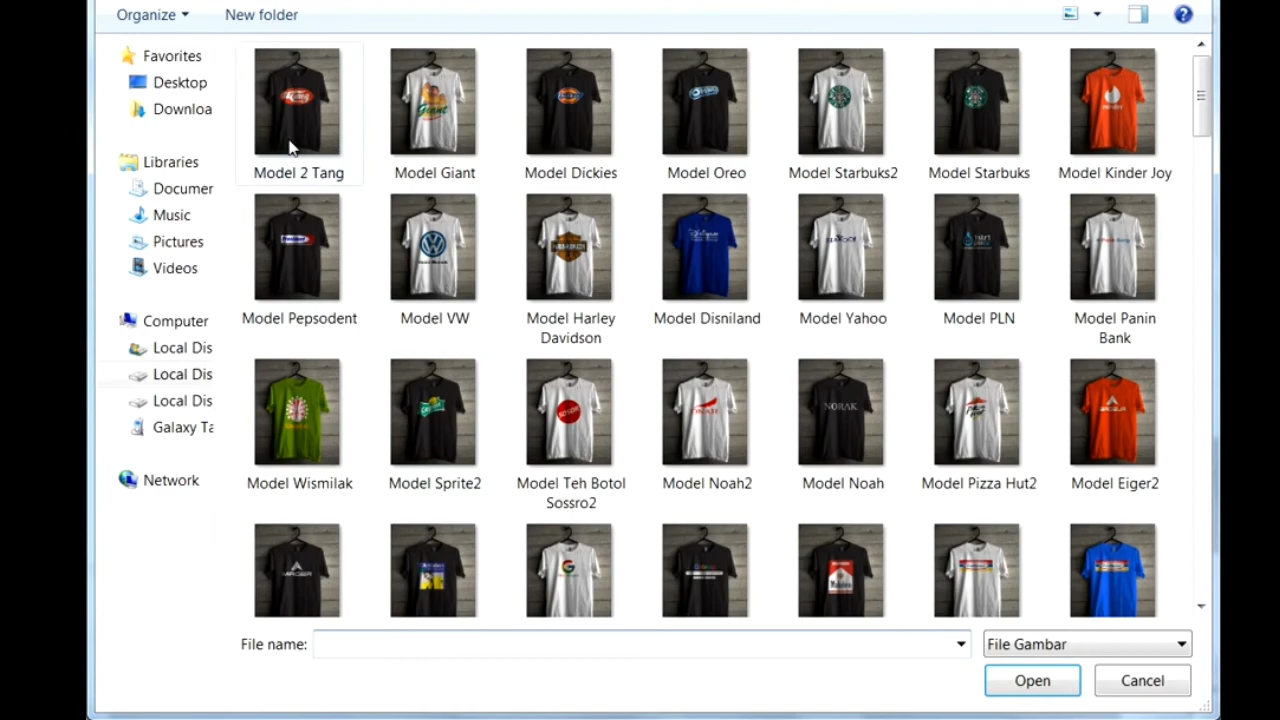 Organize
New folder
Favorites
Desktop
Downloa
Libraries
Documer
Music
Pictures
Videos
Computer
Local Dis
Local Dis
Local Dis
Galaxy Ta
Network
Model 2 Tang
Model Giant
Model Dickies
Model Oreo
Model Starbuks2
Model Starbuks
Model Kinder Joy
Model Pepsodent
Model VW
Model Harley
Davidson
Model Disniland
Model Yahoo
Model PLN
Model Panin
Bank
Model Wismilak
Model Sprite2
Model Teh Botol
Sossro2
Model Noah2
NORAK
Model Noah
Model Pizza Hut2
Model Eiger2
File name:
File Gambar
Open
Cancel